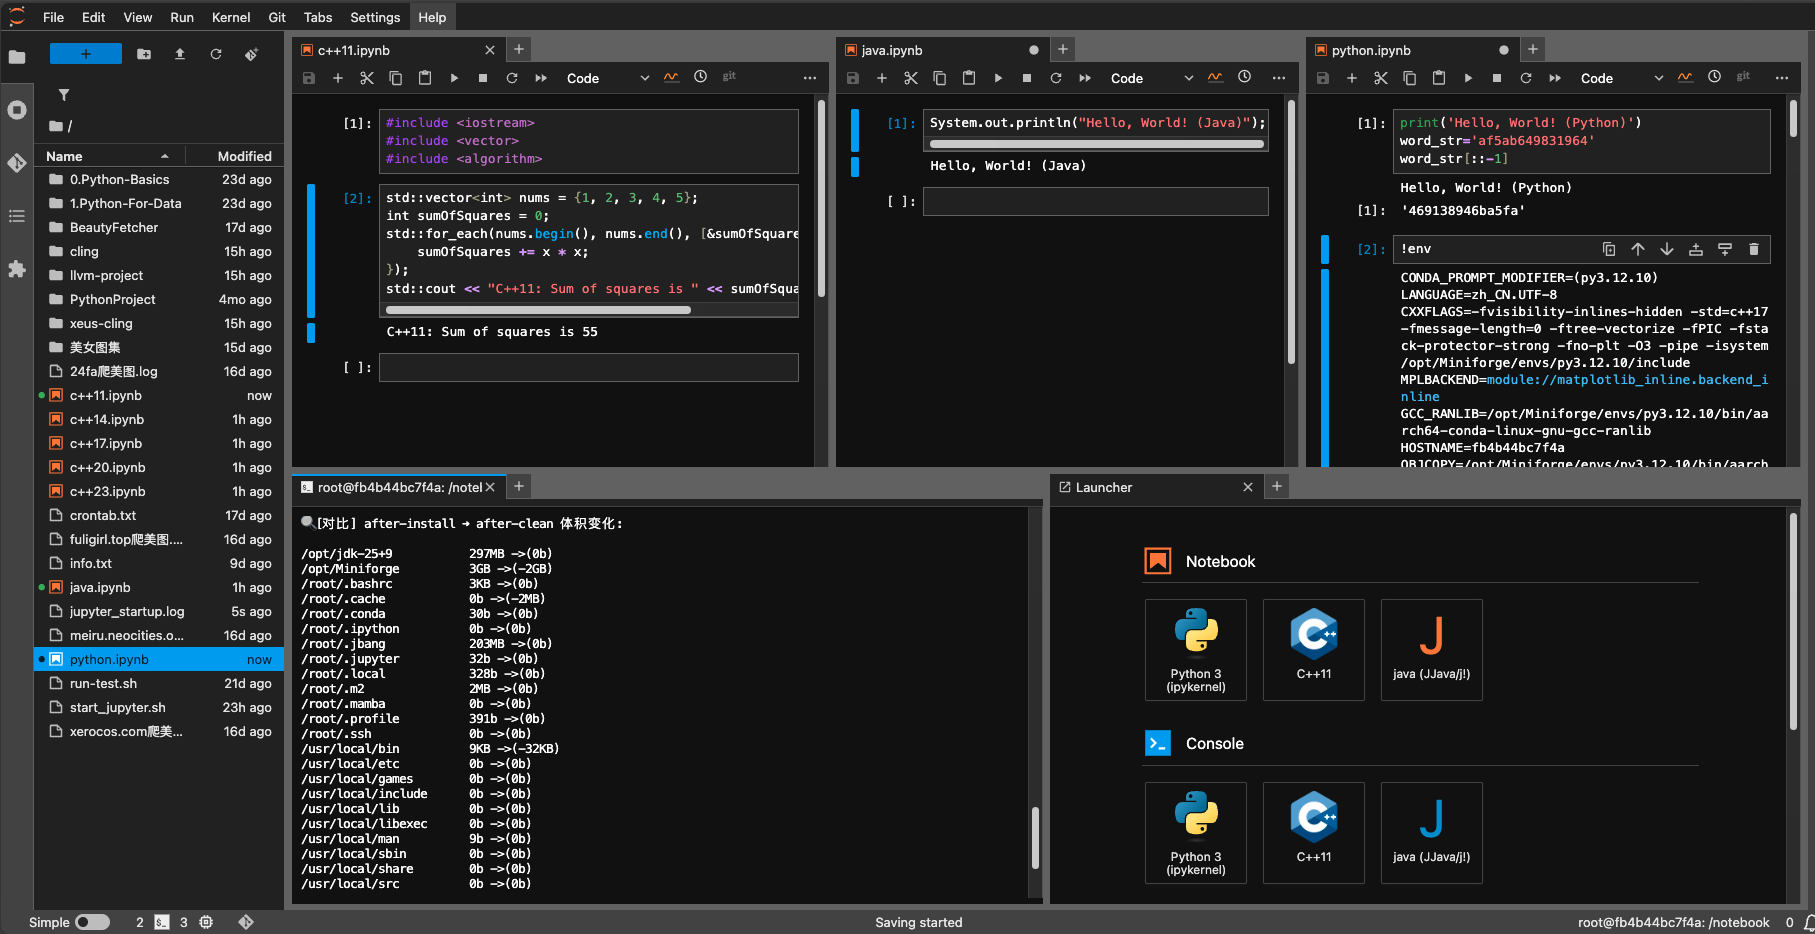 File Edit View Run Kernel Git Tabs Settings Help
/
Name Modified
0.Python-Basics 23d ago
1.Python-For-Data 23d ago
BeautyFetcher 17d ago
cling 15h ago
llvm-project 15h ago
PythonProject 4mo ago
xeus-cling 15h ago
美女图集 15d ago
24fa爬美图.log 16d ago
c++11.ipynb now
c++14.ipynb 1h ago
c++17.ipynb 1h ago
c++20.ipynb 1h ago
c++23.ipynb 1h ago
crontab.txt 17d ago
fuligirl.top爬美图.... 16d ago
info.txt 9d ago
java.ipynb 1h ago
jupyter_startup.log 5s ago
meiru.neocities.o... 16d ago
python.ipynb now
run-test.sh 21d ago
start_jupyter.sh 23h ago
xerocos.com爬美... 16d ago
c++11.ipynb
Code git
[1]: #include <iostream>
#include <vector>
#include <algorithm>
[2]: std::vector<int> nums = {1, 2, 3, 4, 5};
int sumOfSquares = 0;
std::for_each(nums.begin(), nums.end(), [&sumOfSquare
sumOfSquares += x * x;
});
std::cout << "C++11: Sum of squares is " << sumOfSqua
C++11: Sum of squares is 55
[ ]:
java.ipynb
Code
[1]: System.out.println("Hello, World! (Java)");
Hello, World! (Java)
[ ]:
python.ipynb
Code git
[1]: print('Hello, World! (Python)')
word_str='af5ab649831964'
word_str[::-1]
Hello, World! (Python)
[1]: '469138946ba5fa'
[2]: !env
CONDA_PROMPT_MODIFIER=(py3.12.10)
LANGUAGE=zh_CN.UTF-8
CXXFLAGS=-fvisibility-inlines-hidden -std=c++17
-fmessage-length=0 -ftree-vectorize -fPIC -fsta
ck-protector-strong -fno-plt -O3 -pipe -isystem
/opt/Miniforge/envs/py3.12.10/include
MPLBACKEND=module://matplotlib_inline.backend_i
nline
GCC_RANLIB=/opt/Miniforge/envs/py3.12.10/bin/aa
rch64-conda-linux-gnu-gcc-ranlib
HOSTNAME=fb4b44bc7f4a
OBJCOPY=/opt/Miniforge/envs/py3.12.10/bin/aarch
root@fb4b44bc7f4a: /notel
[对比] after-install → after-clean 体积变化:
/opt/jdk-25+9 297MB ->(0b)
/opt/Miniforge 3GB ->(-2GB)
/root/.bashrc 3KB ->(0b)
/root/.cache 0b ->(-2MB)
/root/.conda 30b ->(0b)
/root/.ipython 0b ->(0b)
/root/.jbang 203MB ->(0b)
/root/.jupyter 32b ->(0b)
/root/.local 328b ->(0b)
/root/.m2 2MB ->(0b)
/root/.mamba 0b ->(0b)
/root/.profile 391b ->(0b)
/root/.ssh 0b ->(0b)
/usr/local/bin 9KB ->(-32KB)
/usr/local/etc 0b ->(0b)
/usr/local/games 0b ->(0b)
/usr/local/include 0b ->(0b)
/usr/local/lib 0b ->(0b)
/usr/local/libexec 0b ->(0b)
/usr/local/man 9b ->(0b)
/usr/local/sbin 0b ->(0b)
/usr/local/share 0b ->(0b)
/usr/local/src 0b ->(0b)
Launcher
Notebook
Python 3
(ipykernel)
C++11
java (JJava/j!)
Console
Python 3
(ipykernel)
C++11
java (JJava/j!)
Simple 2 3 Saving started root@fb4b44bc7f4a: /notebook 0